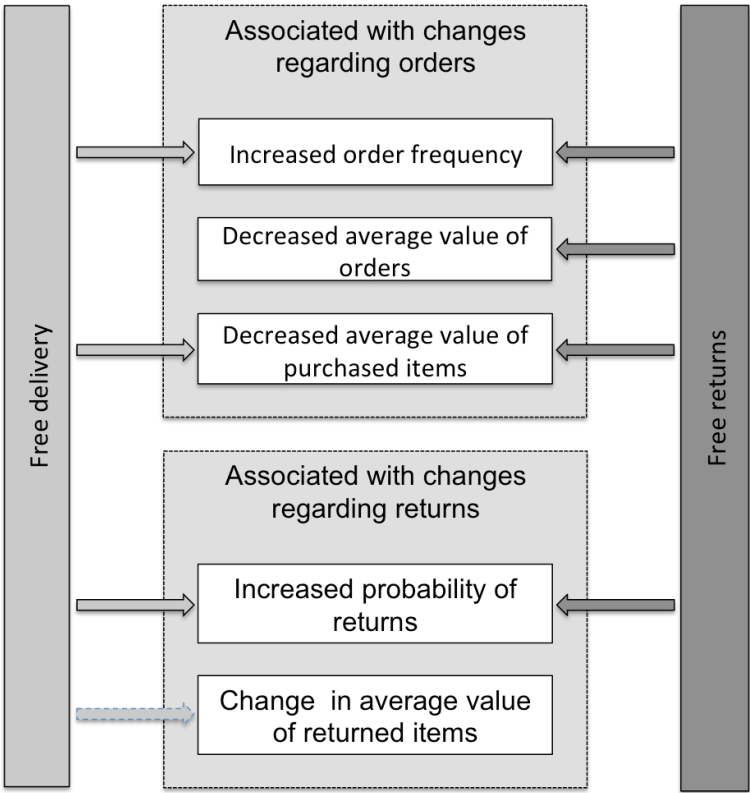 Associated with changes
regarding orders
Increased order frequency
Decreased average value of
orders
Decreased average value of
purchased items
Free delivery
Free returns
Associated with changes
regarding returns
Increased probability of
returns
Change in average value
of returned items